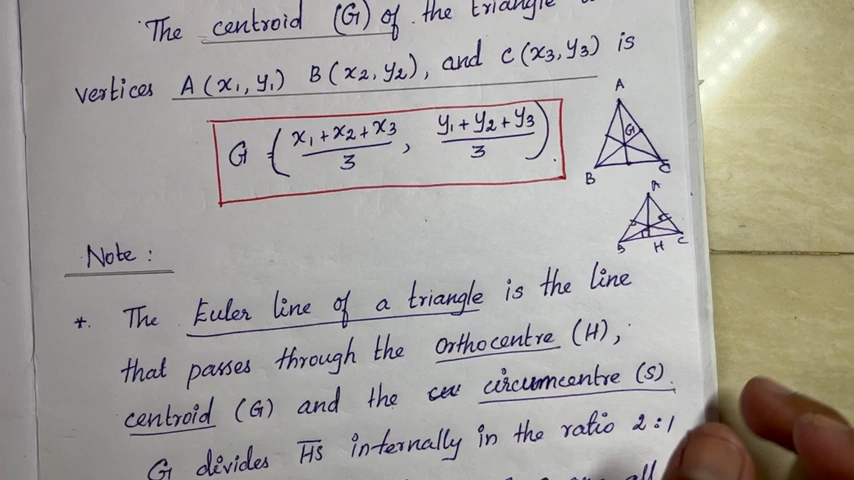 The centroid (G) of the triangle
vertices A(x₁, y₁) B(x₂, y₂), and C(x₃, y₃) is
G = (x₁+x₂+x₃/3, y₁+y₂+y₃/3).
A
G
B C
A
B H C
Note :
*. The Euler line of a triangle is the line
that passes through the orthocentre (H),
centroid (G) and the circumcentre (S).
G divides HS internally in the ratio 2:1
all